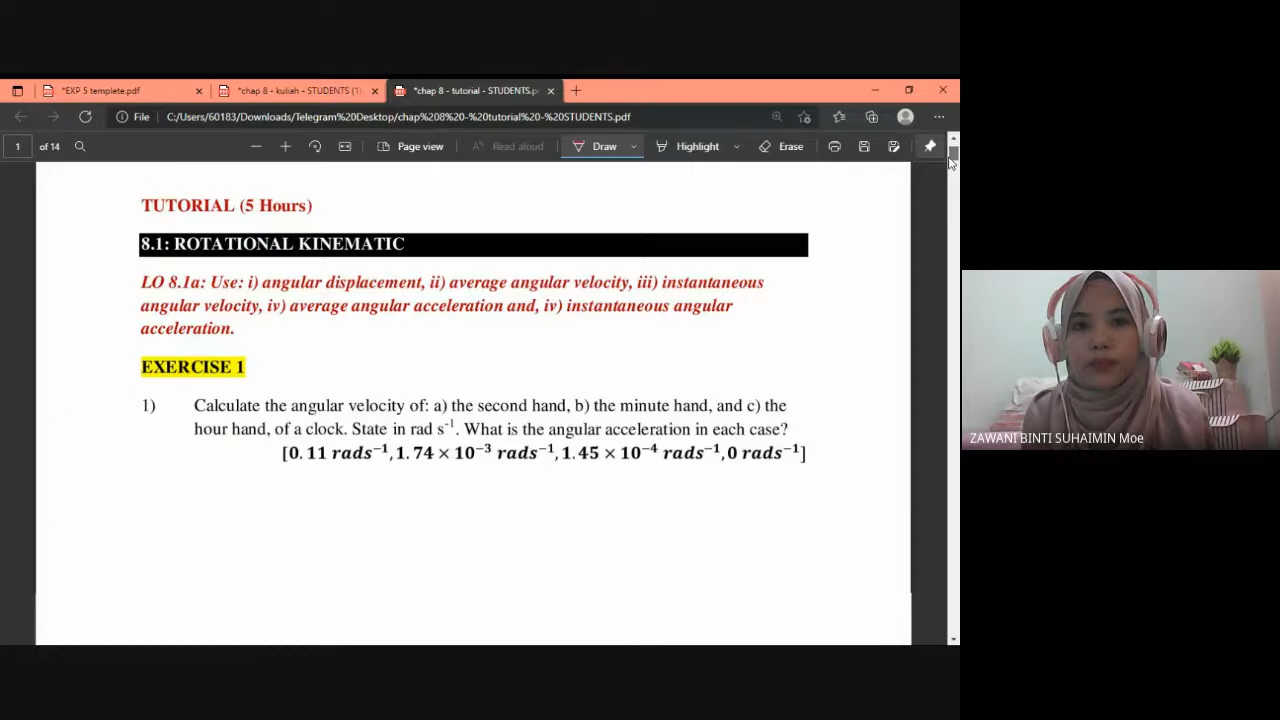 *EXP 5 templete.pdf
*chap 8 - kuliah - STUDENTS (1).
*chap 8 - tutorial - STUDENTS.pc
File C:/Users/60183/Downloads/Telegram%20Desktop/chap%208%20-%20tutorial%20-%20STUDENTS.pdf
1 of 14 Page view Read aloud Draw Highlight Erase
TUTORIAL (5 Hours)
8.1: ROTATIONAL KINEMATIC
LO 8.1a: Use: i) angular displacement, ii) average angular velocity, iii) instantaneous
angular velocity, iv) average angular acceleration and, iv) instantaneous angular
acceleration.
EXERCISE 1
1) Calculate the angular velocity of: a) the second hand, b) the minute hand, and c) the
hour hand, of a clock. State in rad s⁻¹. What is the angular acceleration in each case?
[0.11 rads⁻¹, 1.74 × 10⁻³ rads⁻¹, 1.45 × 10⁻⁴ rads⁻¹, 0 rads⁻¹]
ZAWANI BINTI SUHAIMIN Moe